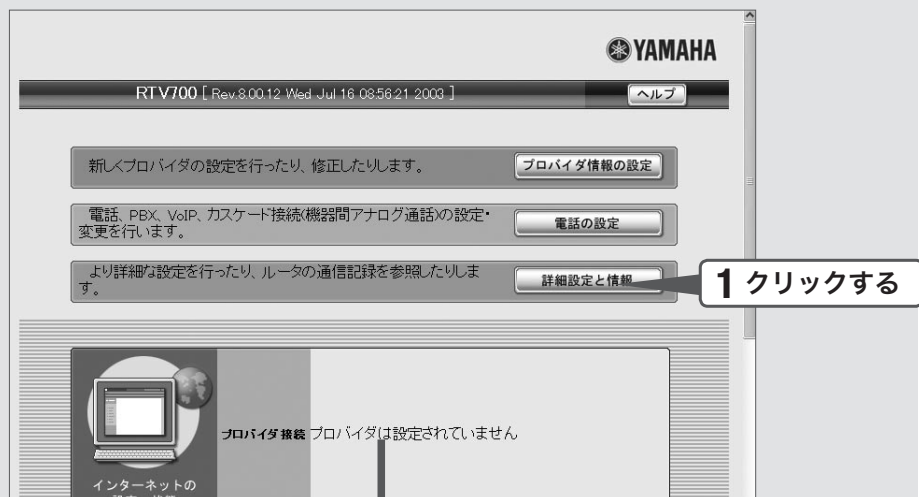 YAMAHA
RTV700 [ Rev.8.00.12 Wed Jul 16 08:56:21 2003 ]
ヘルプ
新しくプロバイダの設定を行ったり、修正したりします。
プロバイダ情報の設定
電話、PBX、VoIP、カスケード接続(機器間アナログ通話)の設定・
変更を行います。
電話の設定
より詳細な設定を行ったり、ルータの通信記録を参照したりしま
す。
詳細設定と情報
1 クリックする
プロバイダ接続 プロバイダは設定されていません
インターネットの